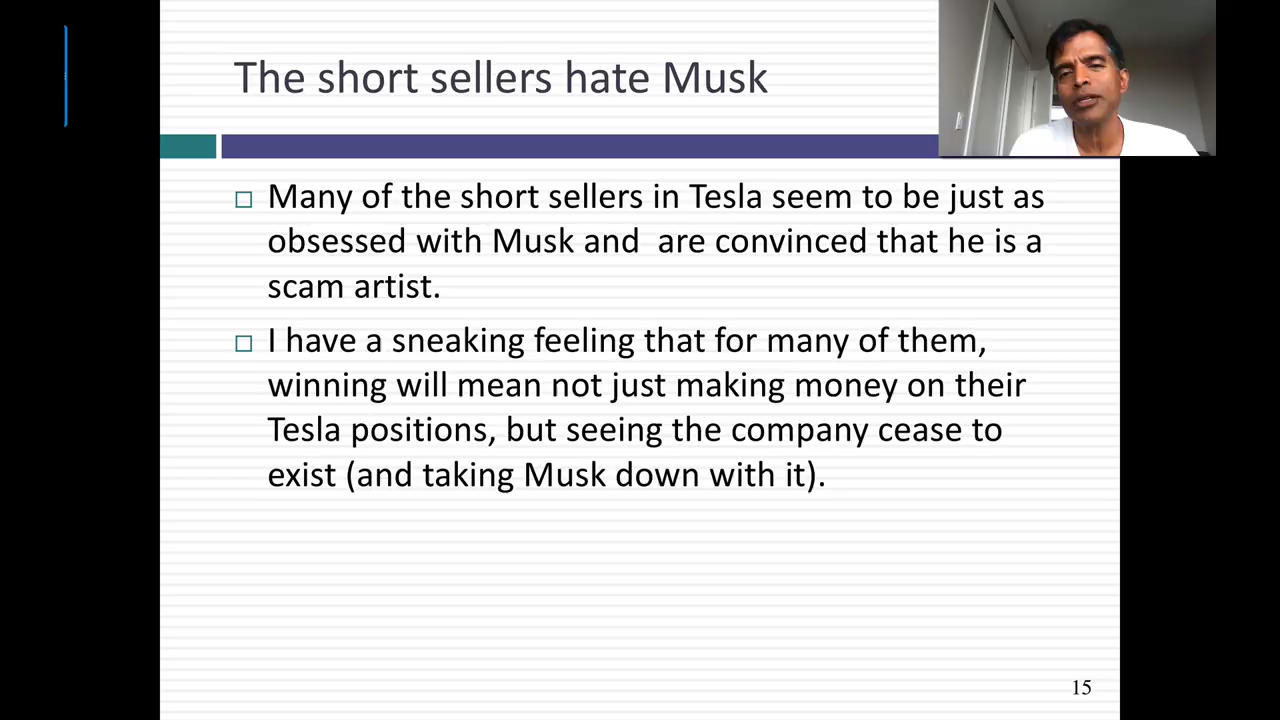 The short sellers hate Musk
Many of the short sellers in Tesla seem to be just as
obsessed with Musk and  are convinced that he is a
scam artist.
I have a sneaking feeling that for many of them,
winning will mean not just making money on their
Tesla positions, but seeing the company cease to
exist (and taking Musk down with it).
15